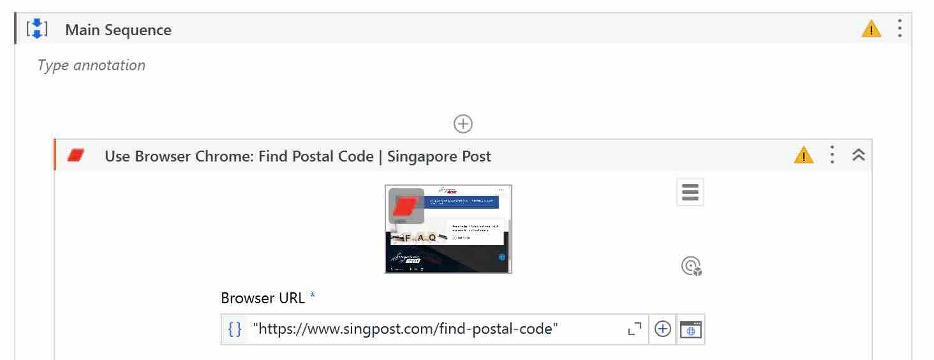 Main Sequence
Type annotation
Use Browser Chrome: Find Postal Code | Singapore Post
FAQ
Browser URL *
{} "https://www.singpost.com/find-postal-code"